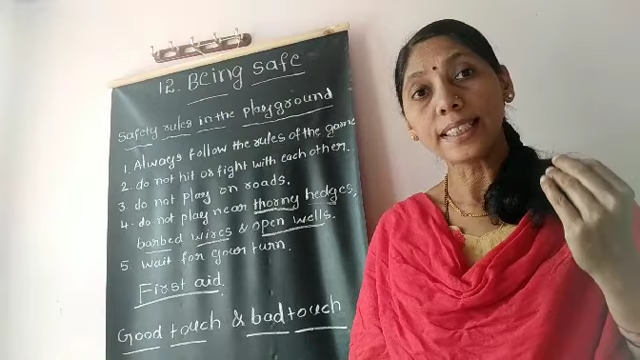 12. Being safe
Safety rules in the playground
1. Always follow the rules of the game
2. do not hit or fight with each other.
3. do not play on roads.
4. do not play near thorny hedges,
barbed wires & open wells.
5. Wait for your turn.
First aid.
Good touch & bad touch